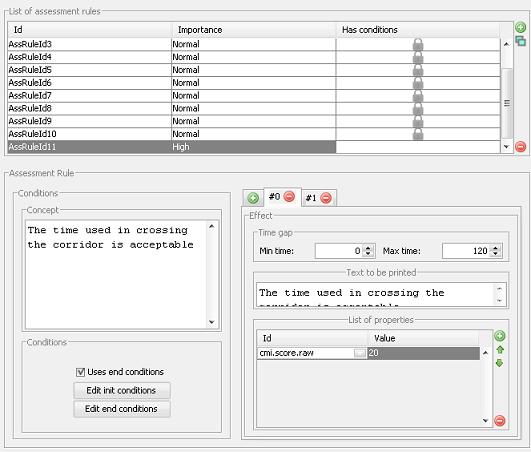 List of assessment rules
Id Importance Has conditions
AssRuleId3 Normal
AssRuleId4 Normal
AssRuleId5 Normal
AssRuleId6 Normal
AssRuleId7 Normal
AssRuleId8 Normal
AssRuleId9 Normal
AssRuleId10 Normal
AssRuleId11 High
Assessment Rule
Conditions
Concept
The time used in crossing
the corridor is acceptable
Conditions
Uses end conditions
Edit init conditions
Edit end conditions
#0 #1
Effect
Time gap
Min time: 0 Max time: 120
Text to be printed
The time used in crossing the
corridor is acceptable
List of properties
Id Value
cmi.score.raw 20